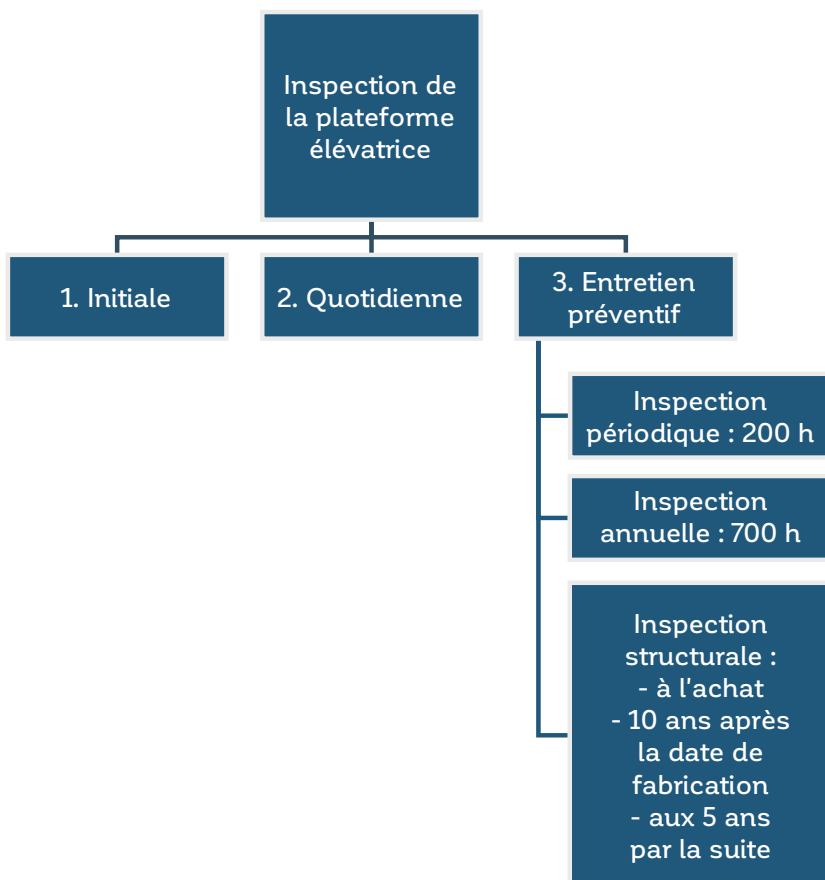 Inspection de
la plateforme
élévatrice
1. Initiale
2. Quotidienne
3. Entretien
préventif
Inspection
périodique : 200 h
Inspection
annuelle : 700 h
Inspection
structurale :
- à l'achat
- 10 ans après
la date de
fabrication
- aux 5 ans
par la suite